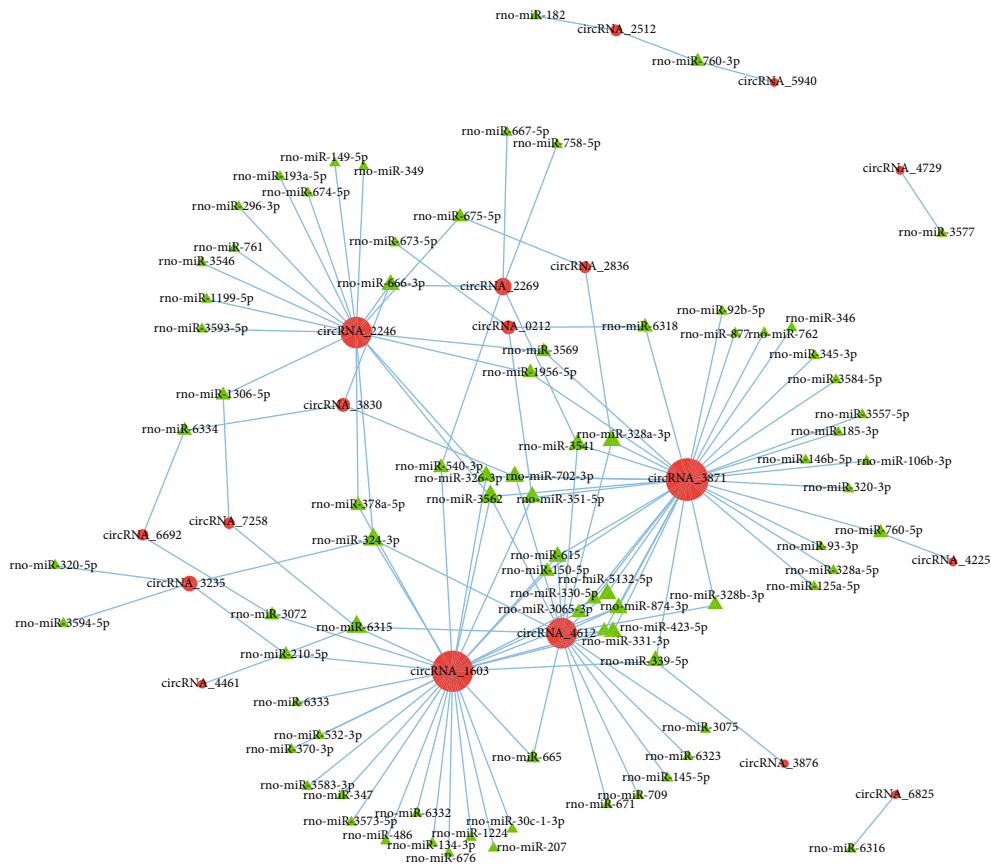 rno-miR-182
circRNA_2512
rno-miR-760-3p
circRNA_5940
rno-miR-667-5p
rno-miR-758-5p
rno-miR-149-5p
rno-miR-349
rno-miR-193a-5p
rno-miR-674-5p
circRNA_4729
rno-miR-296-3p
rno-miR-675-5p
rno-miR-3577
rno-miR-673-5p
rno-miR-761
rno-miR-3546
circRNA_2836
rno-miR-666-3p
circRNA_2269
rno-miR-1199-5p
rno-miR-92b-5p
rno-miR-346
rno-miR-3593-5p
circRNA_2246
circRNA_0212
rno-miR-6318
rno-miR-877
rno-miR-762
rno-miR-3569
rno-miR-345-3p
rno-miR-1956-5p
rno-miR-3584-5p
rno-miR-1306-5p
circRNA_3830
rno-miR-3557-5p
rno-miR-6334
rno-miR-185-3p
rno-miR-328a-3p
rno-miR-3541
rno-miR-146b-5p
rno-miR-106b-3p
rno-miR-540-3p
rno-miR-326-3p
rno-miR-702-3p
circRNA_3871
rno-miR-320-3p
rno-miR-3562
rno-miR-351-5p
rno-miR-378a-5p
circRNA_7258
circRNA_6692
rno-miR-760-5p
rno-miR-324-3p
rno-miR-93-3p
rno-miR-615
circRNA_4225
rno-miR-320-5p
rno-miR-150-5p
rno-miR-328a-5p
circRNA_3235
rno-miR-5132-5p
rno-miR-125a-5p
rno-miR-330-5p
rno-miR-328b-3p
rno-miR-874-3p
rno-miR-3065-3p
rno-miR-3072
rno-miR-3594-5p
rno-miR-6315
circRNA_4612
rno-miR-423-5p
rno-miR-331-3p
rno-miR-210-5p
rno-miR-339-5p
circRNA_1603
circRNA_4461
rno-miR-6333
rno-miR-3075
rno-miR-532-3p
rno-miR-370-3p
rno-miR-665
rno-miR-6323
circRNA_3876
rno-miR-145-5p
rno-miR-3583-3p
rno-miR-347
rno-miR-709
circRNA_6825
rno-miR-671
rno-miR-6332
rno-miR-3573-5p
rno-miR-30c-1-3p
rno-miR-486
rno-miR-1224
rno-miR-134-3p
rno-miR-207
rno-miR-676
rno-miR-6316